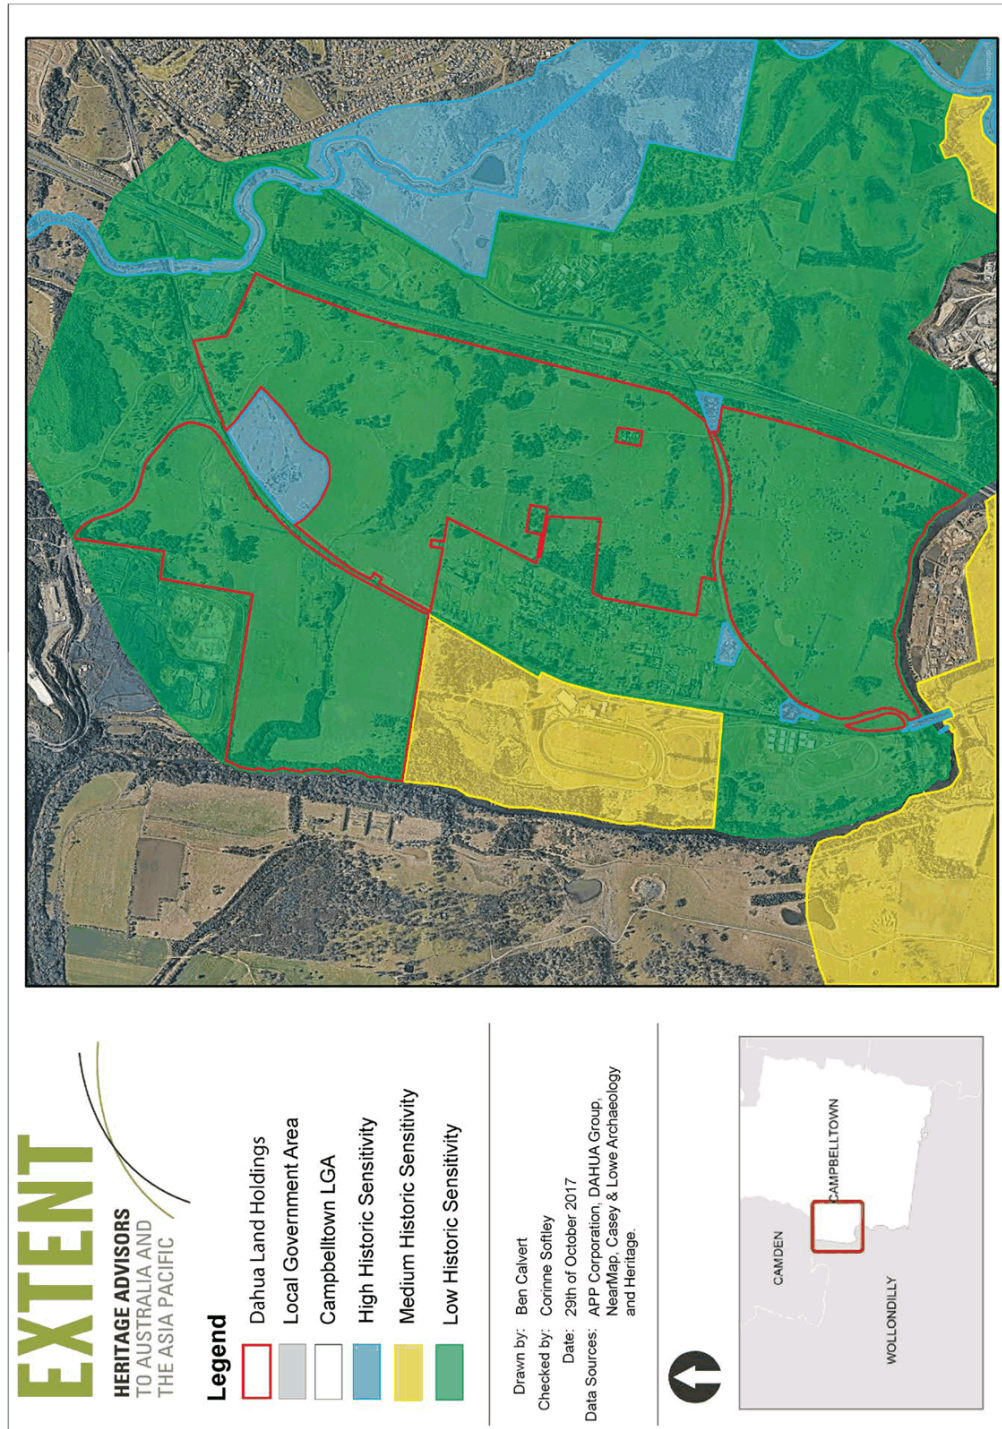 EXTENT
HERITAGE ADVISORS
TO AUSTRALIA AND
THE ASIA PACIFIC
Legend
Dahua Land Holdings
Local Government Area
Campbelltown LGA
High Historic Sensitivity
Medium Historic Sensitivity
Low Historic Sensitivity
Drawn by: Ben Calvert
Checked by: Corinne Softley
Date: 29th of October 2017
Data Sources: APP Corporation, DAHUA Group,
NearMap, Casey & Lowe Archaeology
and Heritage.
CAMDEN
CAMPBELLTOWN
WOLLONDILLY